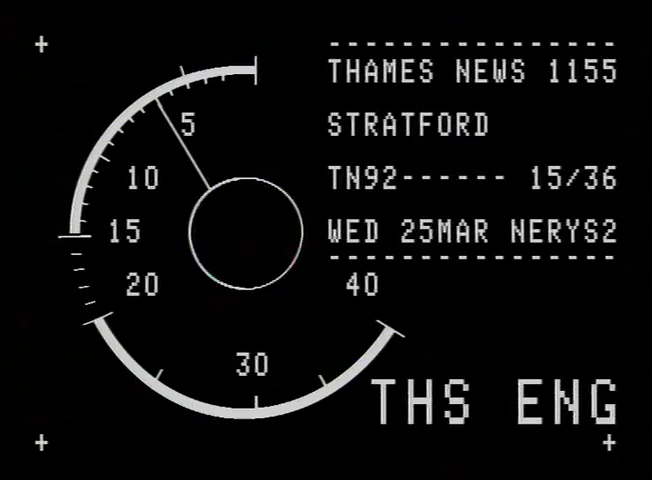 ----------------
THAMES NEWS 1155
STRATFORD
TN92------ 15/36
WED 25MAR NERYS2
----------------
5
10
15
20
40
30
THS ENG